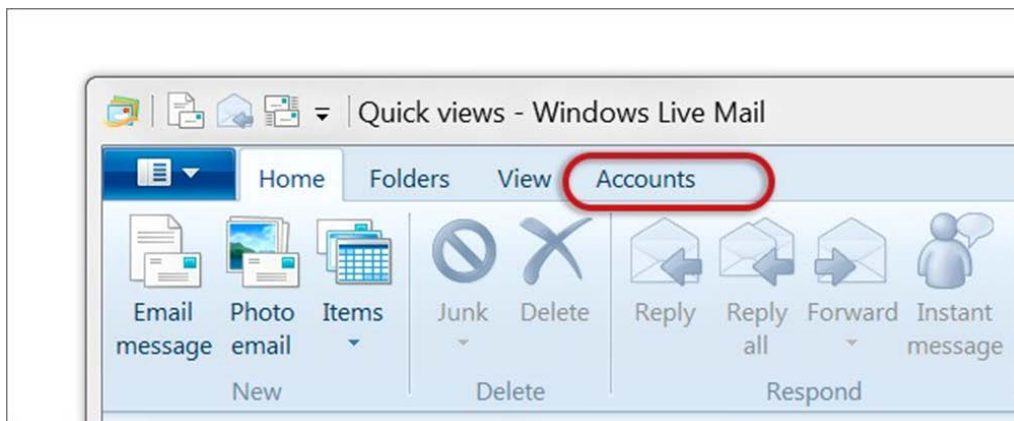 Quick views - Windows Live Mail
Home Folders View Accounts
Email message
Photo email
Items
Junk
Delete
Reply
Reply all
Forward
Instant message
New Delete Respond